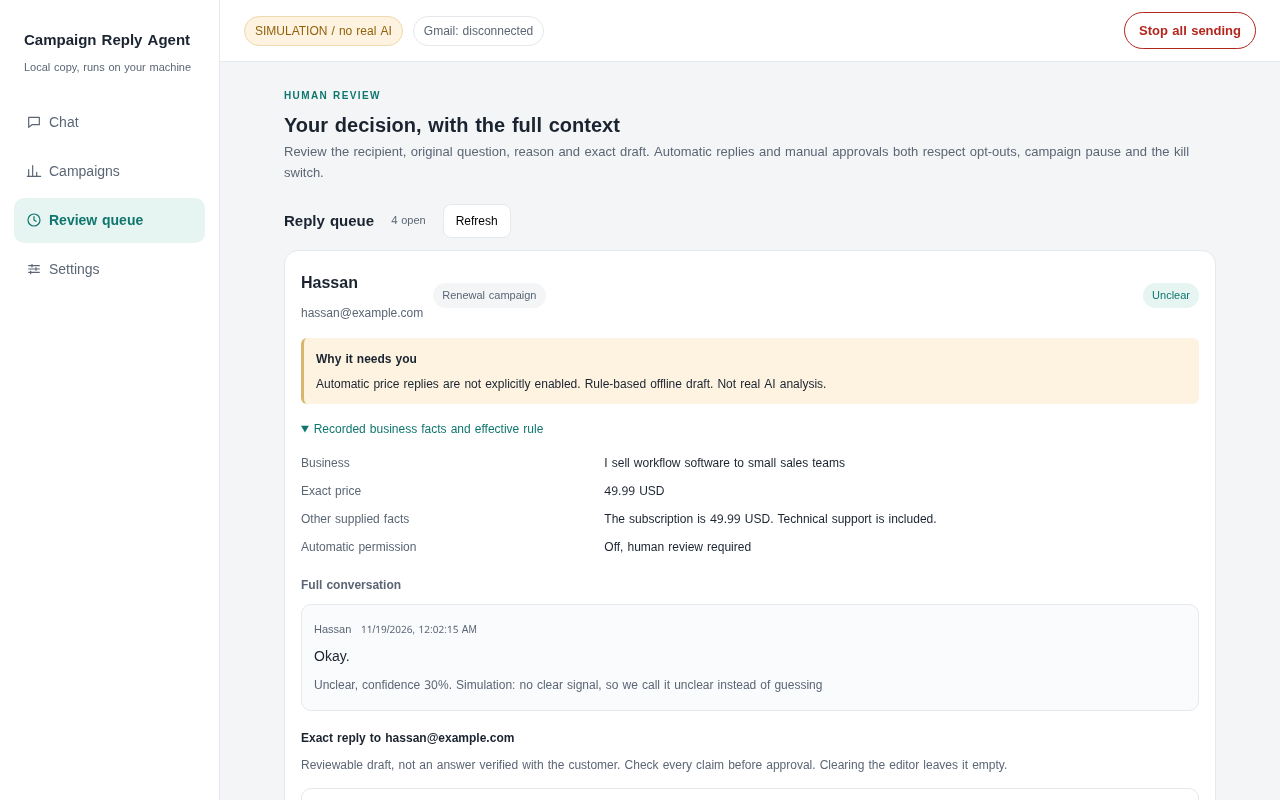 Campaign Reply Agent
Local copy, runs on your machine
Chat
Campaigns
Review queue
Settings
SIMULATION / no real AI
Gmail: disconnected
Stop all sending
HUMAN REVIEW
Your decision, with the full context
Review the recipient, original question, reason and exact draft. Automatic replies and manual approvals both respect opt-outs, campaign pause and the kill
switch.
Reply queue
4 open
Refresh
Hassan
hassan@example.com
Renewal campaign
Unclear
Why it needs you
Automatic price replies are not explicitly enabled. Rule-based offline draft. Not real AI analysis.
Recorded business facts and effective rule
Business
I sell workflow software to small sales teams
Exact price
49.99 USD
Other supplied facts
The subscription is 49.99 USD. Technical support is included.
Automatic permission
Off, human review required
Full conversation
Hassan 11/19/2026, 12:02:15 AM
Okay.
Unclear, confidence 30%. Simulation: no clear signal, so we call it unclear instead of guessing
Exact reply to hassan@example.com
Reviewable draft, not an answer verified with the customer. Check every claim before approval. Clearing the editor leaves it empty.